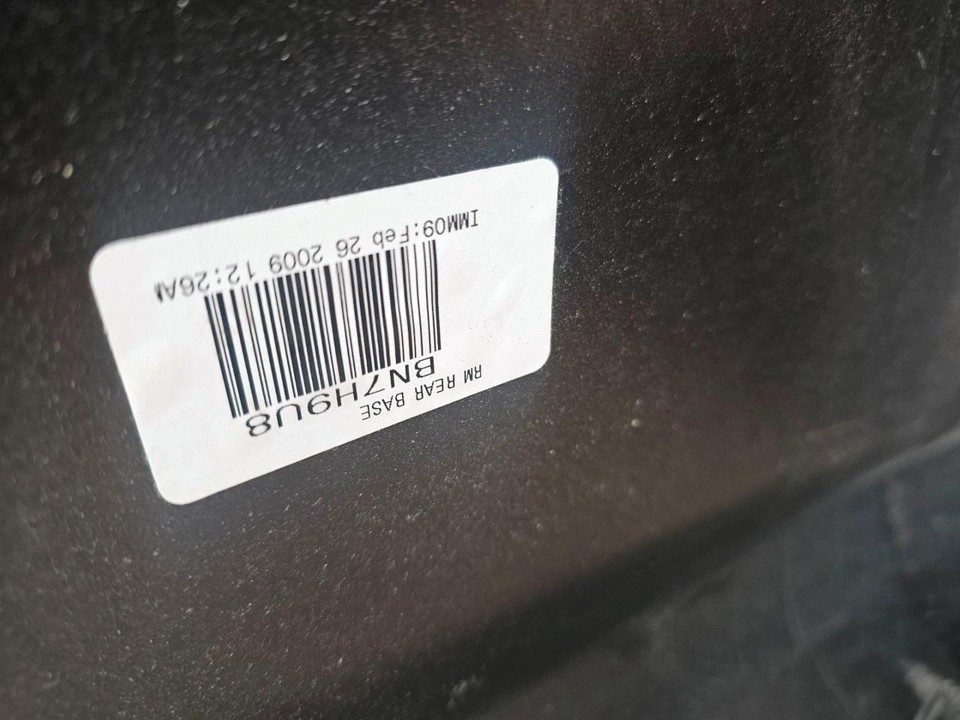 RM REAR BASE
BN7H9U8
IMM09:Feb 26 2009 12:26AM